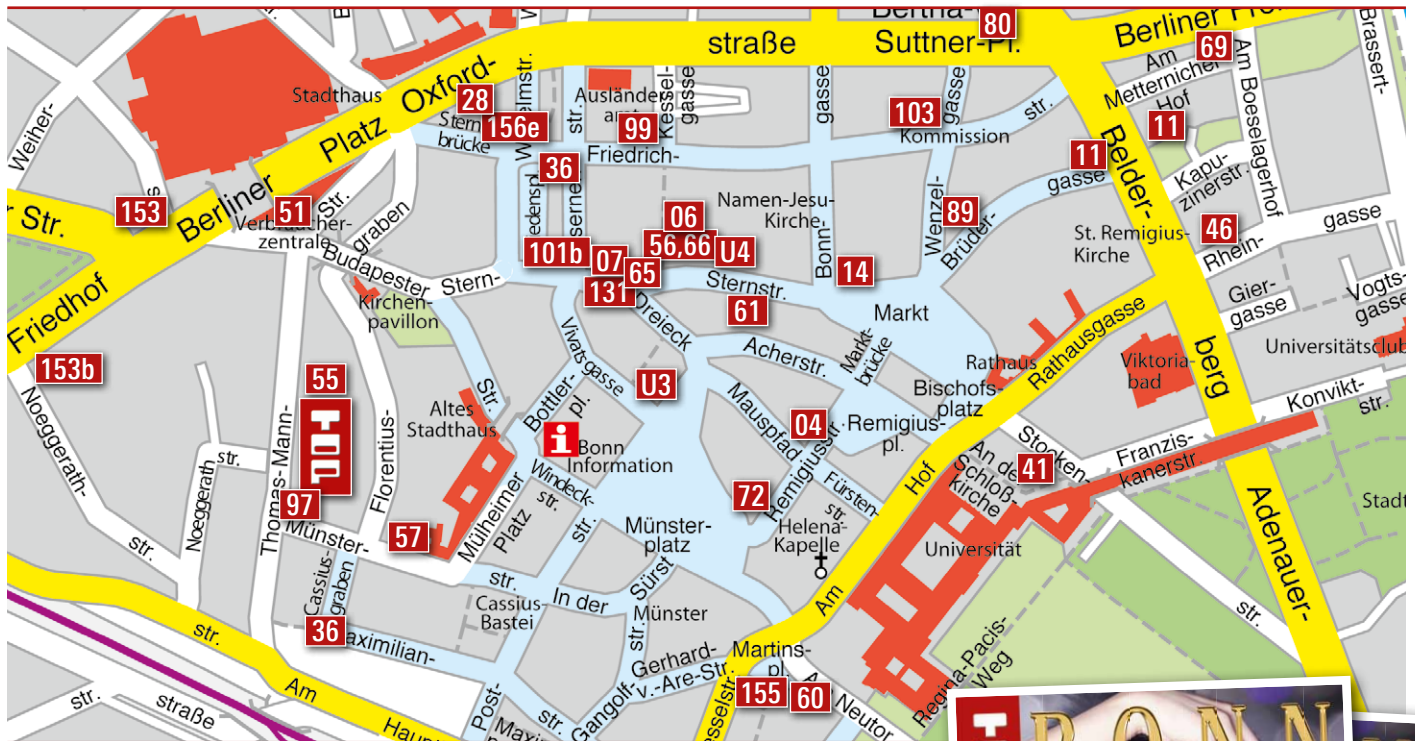 Bertha-
Suttner-Pl.
80
Berliner
straße
69
Am
Metternicher
Hof
Am Boeselagerhof
Brassert-
Stadthaus
Oxford-
Platz
Berliner
28
Stern-
brücke
156e
Weiher-
str.
Ausländer-
amt
99
Kessel-
gasse
gasse
103
gasse
Kommission
str.
11
11
36
Friedrich-
Belder-
berg
gasse
Kapu-
zinerstr.
153
51
Str.
graben
Verbraucher-
zentrale
r Str.
Friedhof
Budapester
Str.
Stern-
Namen-Jesu-
Kirche
06
56,66
U4
101b
07
65
131
Dreieck
Sternstr.
61
Bonn-
14
Wenzel-
89
Brüder-
St. Remigius-
Kirche
46
Rhein-
gasse
Gier-
gasse
Vogts-
gasse
Kirchen-
pavillon
Markt
Markt-
brücke
Acherstr.
Rathaus
Rathausgasse
Viktoria-
bad
Universitätsclub
153b
Noeggerath-
str.
55
Thomas-Mann-
Florentius-
Altes
Stadthaus
Vivatsgasse
Bottler-
pl.
U3
Mauspfad
04
Remigiusstr.
Remigius-
pl.
Bischofs-
platz
Stocken-
str.
Konvikt-
str.
i
Bonn
Information
Noeggerath
str.
97
Münster-
str.
57
Mülheimer
Platz
Windeck-
str.
Münster-
platz
72
Fürsten-
str.
Helena-
Kapelle
Am
Hof
An der
Schloß-
kirche
41
Franzis-
kanerstr.
Universität
Adenauer-
Stadt
Cassius-
graben
36
Maximilian-
str.
Cassius-
Bastei
In der
Sürst
Münster
Gerhard-
v.-Are-Str.
Gangolf-
str.
Martins-
pl.
155
60
Am Neutor
Regina-Pacis-
Weg
str.
Am
Haupt
str.
straße
Post-
BONN